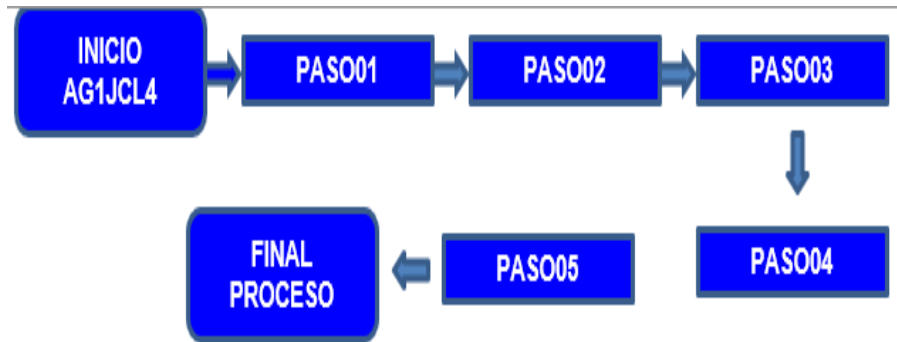 INICIO
AG1JCL4
PASO01
PASO02
PASO03
PASO04
PASO05
FINAL
PROCESO